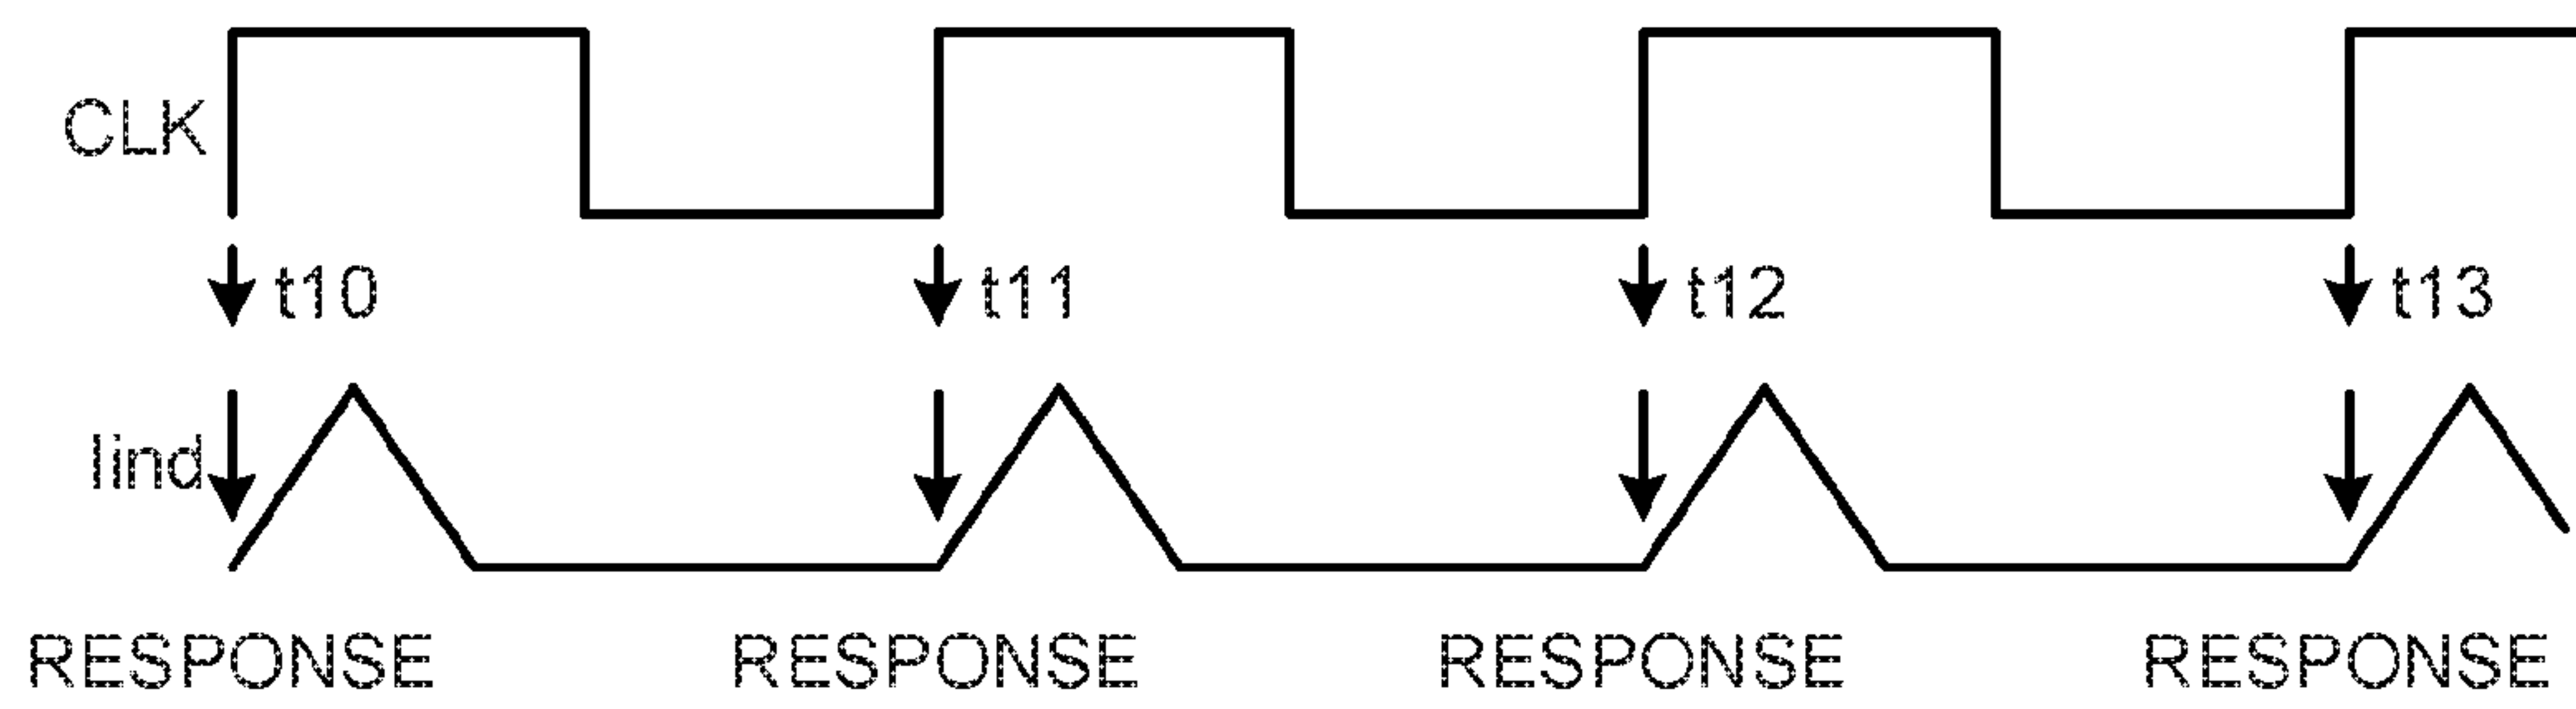 CLK
t10 t11 t12 t13
Iind
RESPONSE RESPONSE RESPONSE RESPONSE